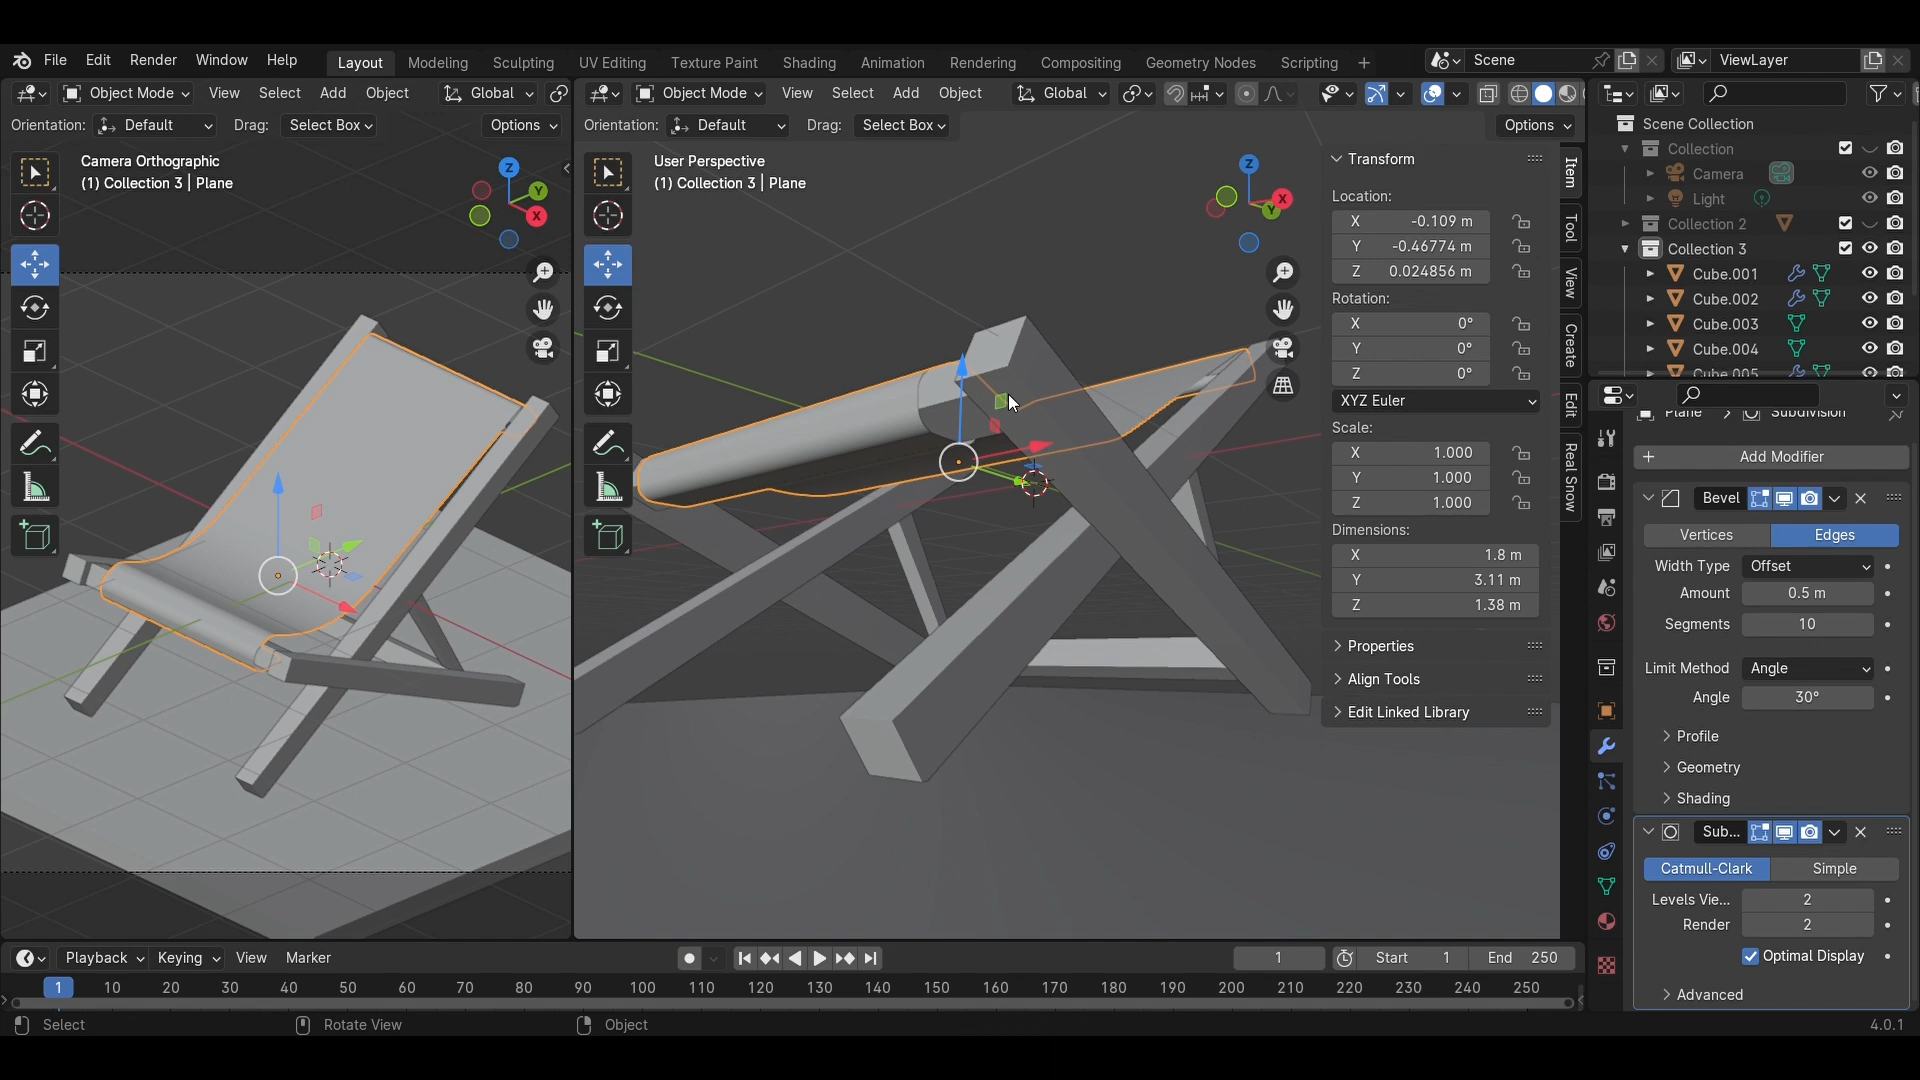 File Edit Render Window Help Layout Modeling Sculpting UV Editing Texture Paint Shading Animation Rendering Compositing Geometry Nodes Scripting + Scene ViewLayer
Object Mode View Select Add Object Global Object Mode View Select Add Object Global
Orientation: Default Drag: Select Box Options Orientation: Default Drag: Select Box Options
Camera Orthographic
(1) Collection 3 | Plane
Z
Y
X
User Perspective
(1) Collection 3 | Plane
Z
X
Y
Transform
Location:
X -0.109 m
Y -0.46774 m
Z 0.024856 m
Rotation:
X 0°
Y 0°
Z 0°
XYZ Euler
Scale:
X 1.000
Y 1.000
Z 1.000
Dimensions:
X 1.8 m
Y 3.11 m
Z 1.38 m
Properties
Align Tools
Edit Linked Library
Item
Tool
View
Create
Edit
Real Snow
Scene Collection
Collection
Camera
Light
Collection 2
Collection 3
Cube.001
Cube.002
Cube.003
Cube.004
Cube.005
Plane > Subdivision
+ Add Modifier
Bevel
Vertices Edges
Width Type Offset
Amount 0.5 m
Segments 10
Limit Method Angle
Angle 30°
Profile
Geometry
Shading
Sub...
Catmull-Clark Simple
Levels Vie... 2
Render 2
Optimal Display
Advanced
Playback Keying View Marker 1 Start 1 End 250
1 10 20 30 40 50 60 70 80 90 100 110 120 130 140 150 160 170 180 190 200 210 220 230 240 250
Select Rotate View Object 4.0.1